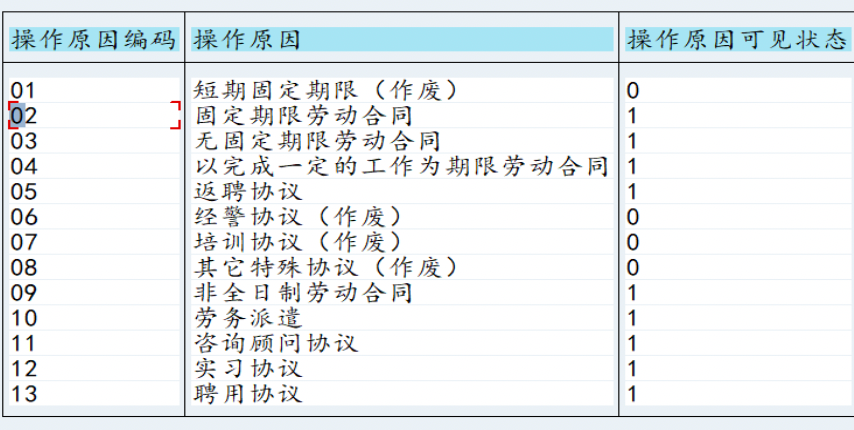 操作原因编码 操作原因 操作原因可见状态
01 短期固定期限（作废） 0
02 固定期限劳动合同 1
03 无固定期限劳动合同 1
04 以完成一定的工作为期限劳动合同 1
05 返聘协议 1
06 经警协议（作废） 0
07 培训协议（作废） 0
08 其它特殊协议（作废） 0
09 非全日制劳动合同 1
10 劳务派遣 1
11 咨询顾问协议 1
12 实习协议 1
13 聘用协议 1